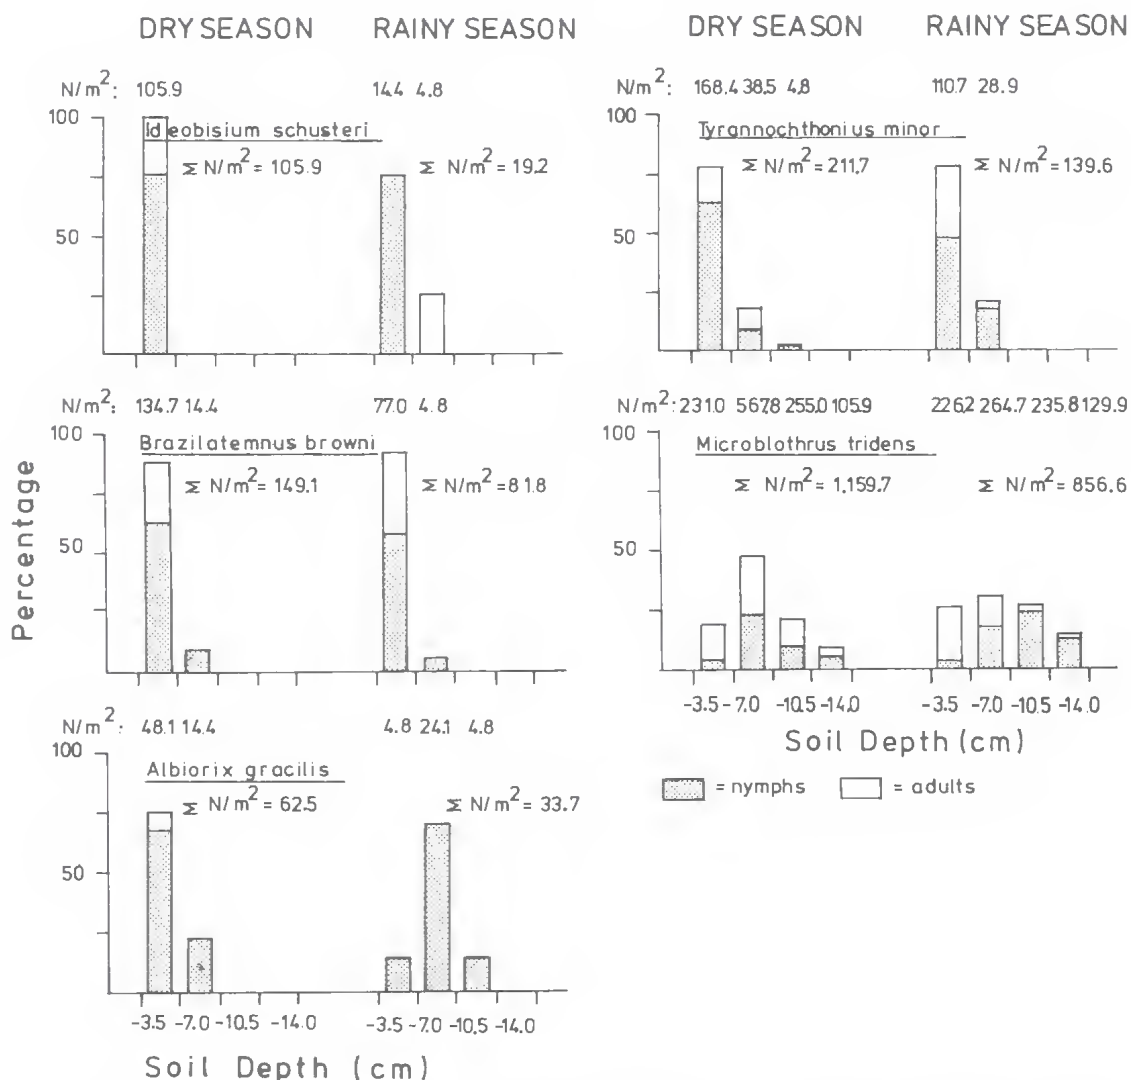 DRY SEASON RAINY SEASON
N/m²: 105.9 14.4 4.8
100
Ideobisium schusteri
Σ N/m² = 105.9 Σ N/m² = 19.2
50
N/m²: 134.7 14.4 77.0 4.8
100
Brazilatemnus browni
Σ N/m² = 149.1 Σ N/m² = 81.8
50
Percentage
N/m²: 48.1 14.4 4.8 24.1 4.8
100
Albiorix gracilis
Σ N/m² = 62.5 Σ N/m² = 33.7
50
-3.5 -7.0 -10.5 -14.0 -3.5 -7.0 -10.5 -14.0
Soil Depth (cm)
DRY SEASON RAINY SEASON
N/m²: 168.4 38.5 4.8 110.7 28.9
100
Tyrannochthonius minor
Σ N/m² = 211.7 Σ N/m² = 139.6
50
N/m²: 231.0 567.8 255.0 105.9 226.2 264.7 235.8 129.9
100
Microblothrus tridens
Σ N/m² = 1,159.7 Σ N/m² = 856.6
50
-3.5 -7.0 -10.5 -14.0 -3.5 -7.0 -10.5 -14.0
Soil Depth (cm)
= nymphs = adults